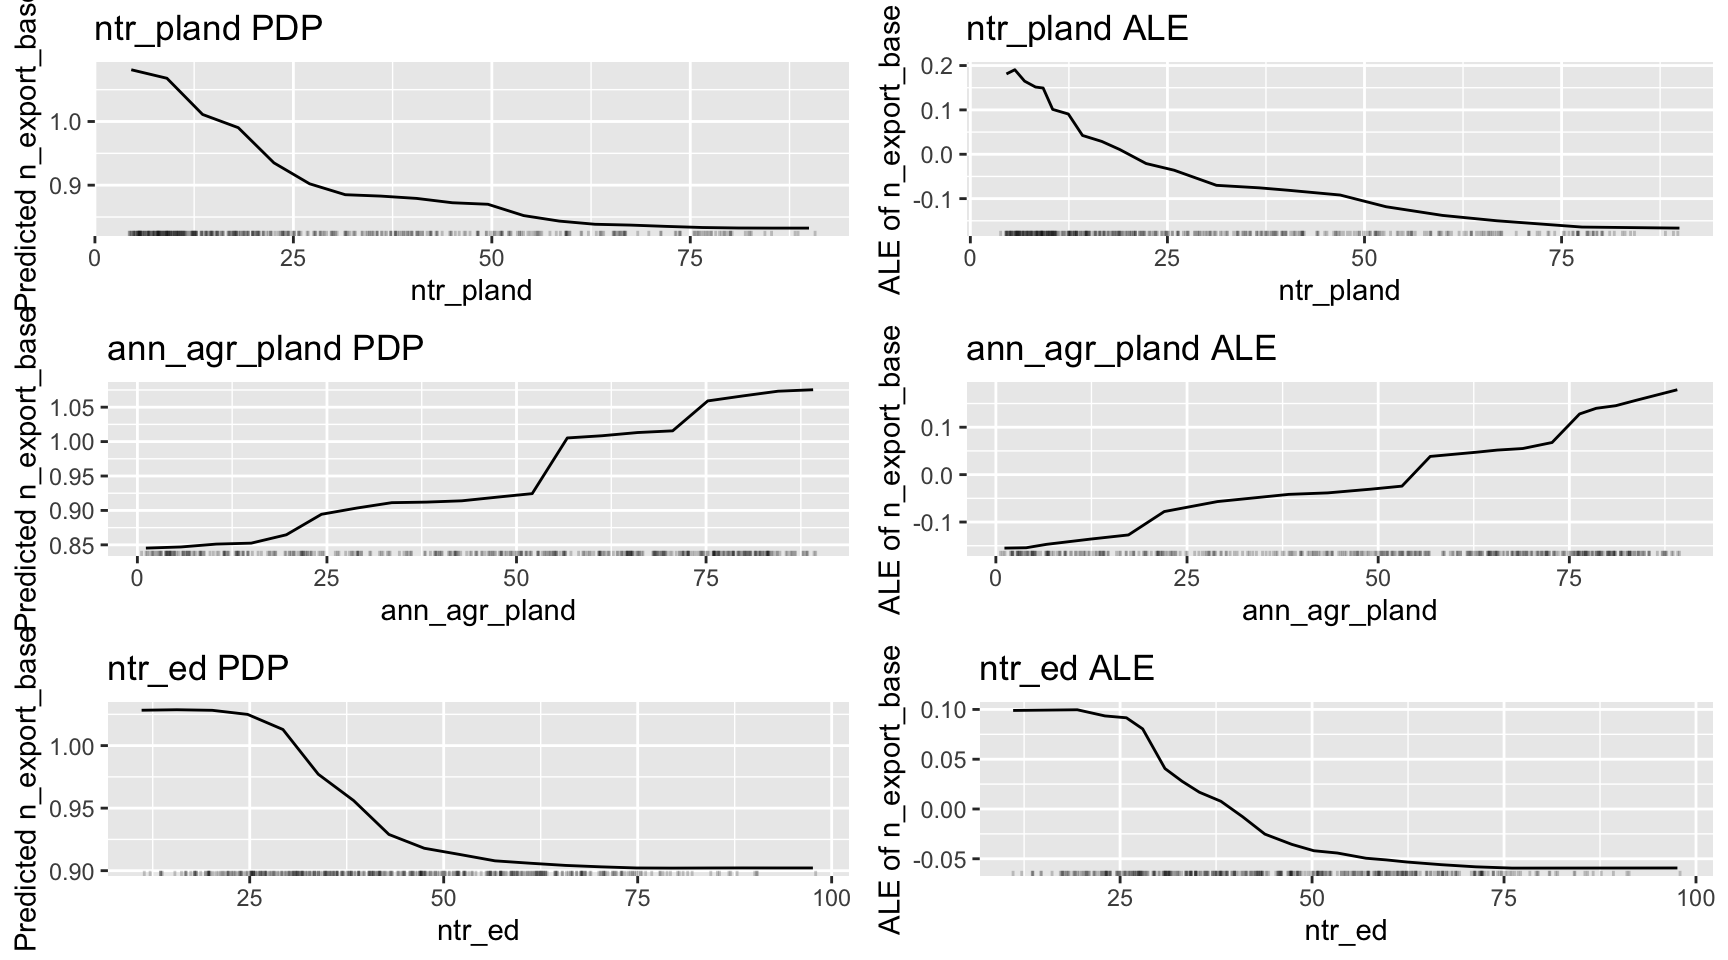 ntr_pland PDP
Predicted n_export_base
1.0
0.9
0 25 50 75
ntr_pland
ntr_pland ALE
ALE of n_export_base
0.2
0.1
0.0
-0.1
0 25 50 75
ntr_pland
ann_agr_pland PDP
Predicted n_export_base
1.05
1.00
0.95
0.90
0.85
0 25 50 75
ann_agr_pland
ann_agr_pland ALE
ALE of n_export_base
0.1
0.0
-0.1
0 25 50 75
ann_agr_pland
ntr_ed PDP
Predicted n_export_base
1.00
0.95
0.90
25 50 75 100
ntr_ed
ntr_ed ALE
ALE of n_export_base
0.10
0.05
0.00
-0.05
25 50 75 100
ntr_ed